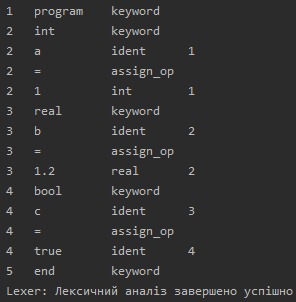 1 program keyword
2 int keyword
2 a ident 1
2 = assign_op
2 1 int 1
3 real keyword
3 b ident 2
3 = assign_op
3 1.2 real 2
4 bool keyword
4 c ident 3
4 = assign_op
4 true ident 4
5 end keyword
Lexer: Лексичний аналіз завершено успішно